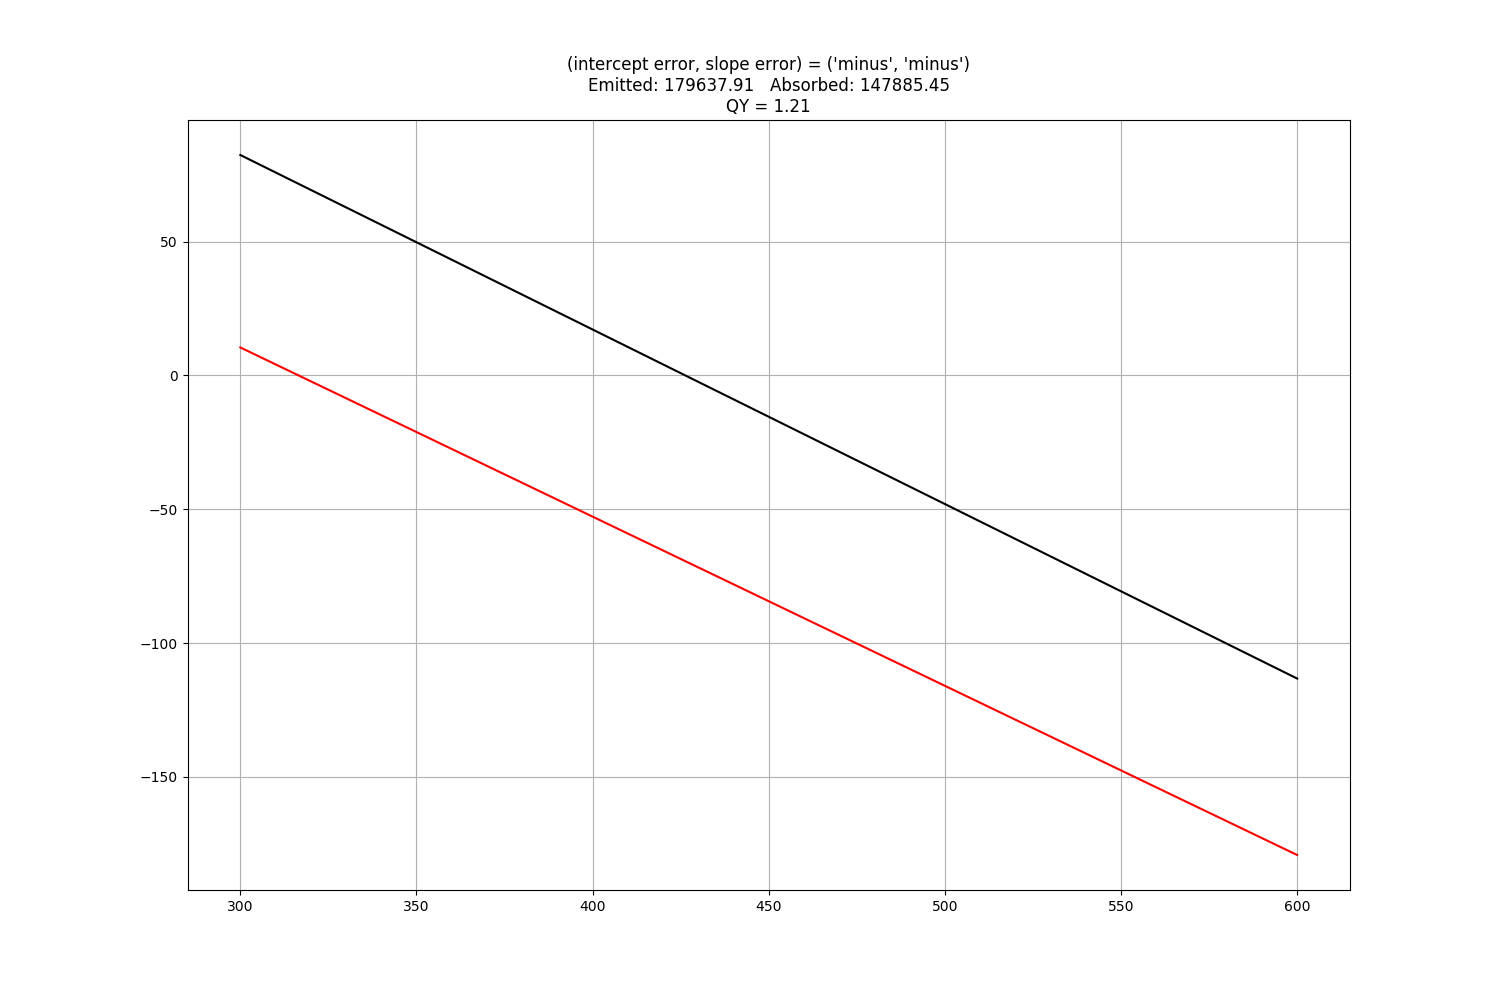 (intercept error, slope error) = ('minus', 'minus')
Emitted: 179637.91   Absorbed: 147885.45
QY = 1.21
50
0
−50
−100
−150
300 350 400 450 500 550 600